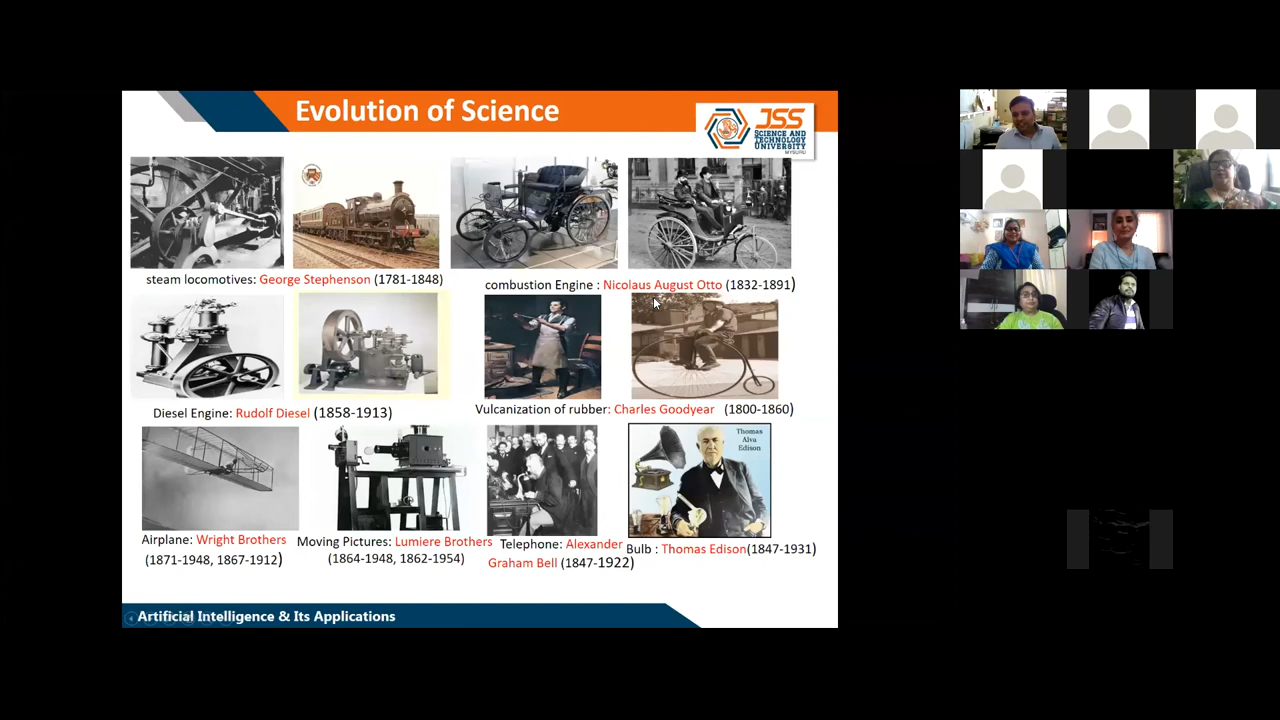 Evolution of Science
JSS
SCIENCE AND
TECHNOLOGY
UNIVERSITY
MYSURU
steam locomotives: George Stephenson (1781-1848)
combustion Engine : Nicolaus August Otto (1832-1891)
Diesel Engine: Rudolf Diesel (1858-1913)
Vulcanization of rubber: Charles Goodyear (1800-1860)
Thomas
Alva
Edison
Airplane: Wright Brothers
(1871-1948, 1867-1912)
Moving Pictures: Lumiere Brothers
(1864-1948, 1862-1954)
Telephone: Alexander
Graham Bell (1847-1922)
Bulb : Thomas Edison(1847-1931)
Artificial Intelligence & Its Applications